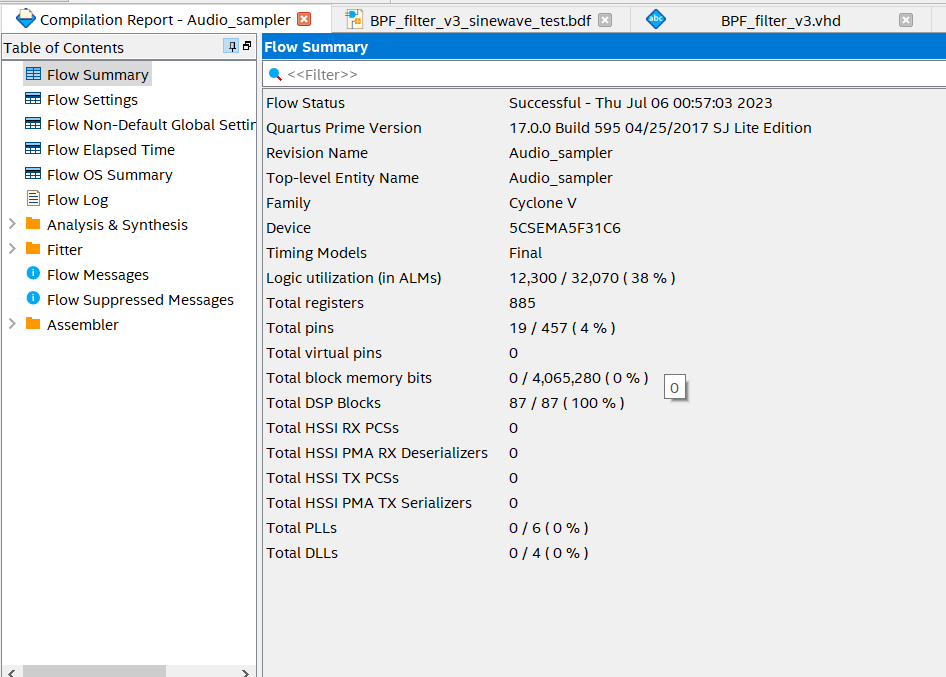 Compilation Report - Audio_sampler
BPF_filter_v3_sinewave_test.bdf
abc
BPF_filter_v3.vhd
Table of Contents
Flow Summary
Flow Settings
Flow Non-Default Global Settin
Flow Elapsed Time
Flow OS Summary
Flow Log
Analysis & Synthesis
Fitter
Flow Messages
Flow Suppressed Messages
Assembler
Flow Summary
<<Filter>>
Flow Status Successful - Thu Jul 06 00:57:03 2023
Quartus Prime Version 17.0.0 Build 595 04/25/2017 SJ Lite Edition
Revision Name Audio_sampler
Top-level Entity Name Audio_sampler
Family Cyclone V
Device 5CSEMA5F31C6
Timing Models Final
Logic utilization (in ALMs) 12,300 / 32,070 ( 38 % )
Total registers 885
Total pins 19 / 457 ( 4 % )
Total virtual pins 0
Total block memory bits 0 / 4,065,280 ( 0 % )
0
Total DSP Blocks 87 / 87 ( 100 % )
Total HSSI RX PCSs 0
Total HSSI PMA RX Deserializers 0
Total HSSI TX PCSs 0
Total HSSI PMA TX Serializers 0
Total PLLs 0 / 6 ( 0 % )
Total DLLs 0 / 4 ( 0 % )